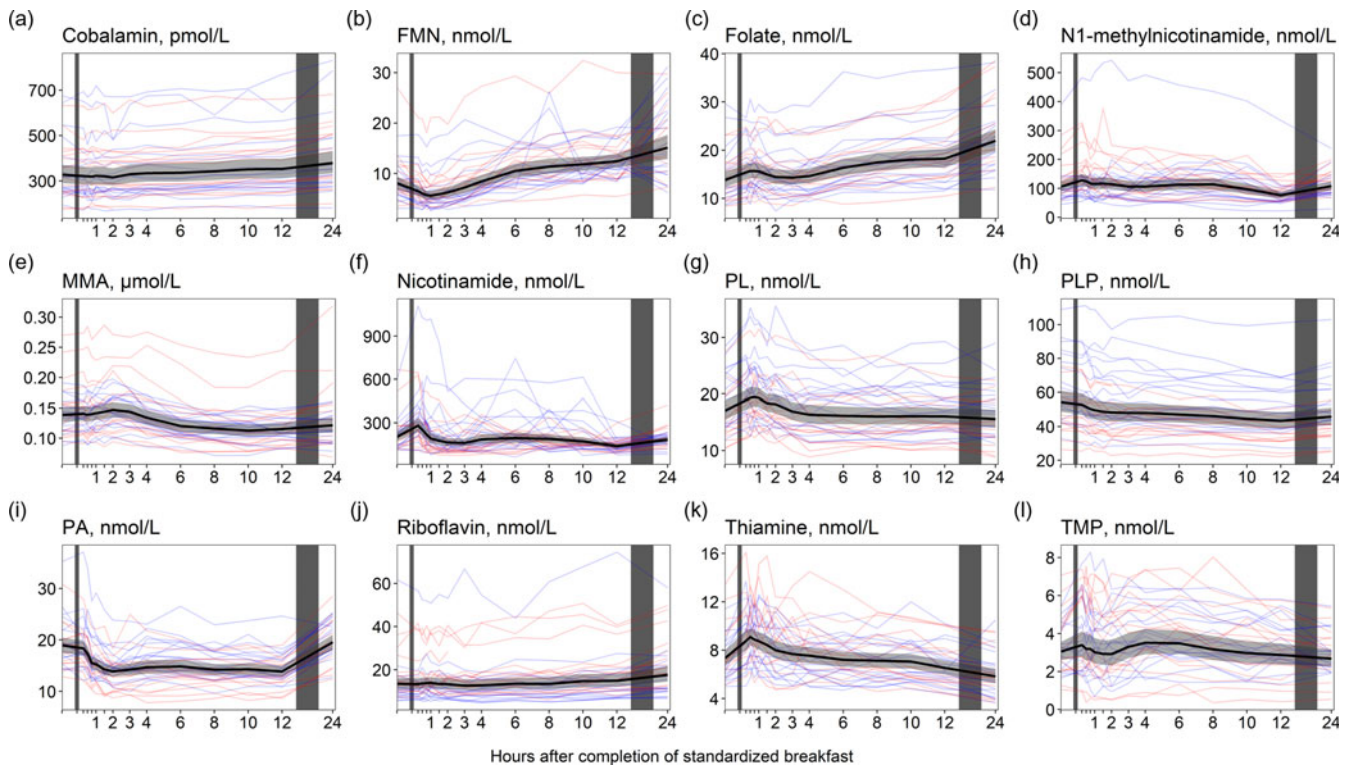 (a) (b) (c) (d)
Cobalamin, pmol/L FMN, nmol/L Folate, nmol/L N1-methylnicotinamide, nmol/L
700
500
300
1 2 3 4 6 8 10 12 24
30
20
10
1 2 3 4 6 8 10 12 24
40
30
20
10
1 2 3 4 6 8 10 12 24
500
400
300
200
100
0
1 2 3 4 6 8 10 12 24
(e) (f) (g) (h)
MMA, µmol/L Nicotinamide, nmol/L PL, nmol/L PLP, nmol/L
0.30
0.25
0.20
0.15
0.10
1 2 3 4 6 8 10 12 24
900
600
300
1 2 3 4 6 8 10 12 24
30
20
10
1 2 3 4 6 8 10 12 24
100
80
60
40
20
1 2 3 4 6 8 10 12 24
(i) (j) (k) (l)
PA, nmol/L Riboflavin, nmol/L Thiamine, nmol/L TMP, nmol/L
30
20
10
1 2 3 4 6 8 10 12 24
60
40
20
1 2 3 4 6 8 10 12 24
16
12
8
4
1 2 3 4 6 8 10 12 24
8
6
4
2
0
1 2 3 4 6 8 10 12 24
Hours after completion of standardized breakfast